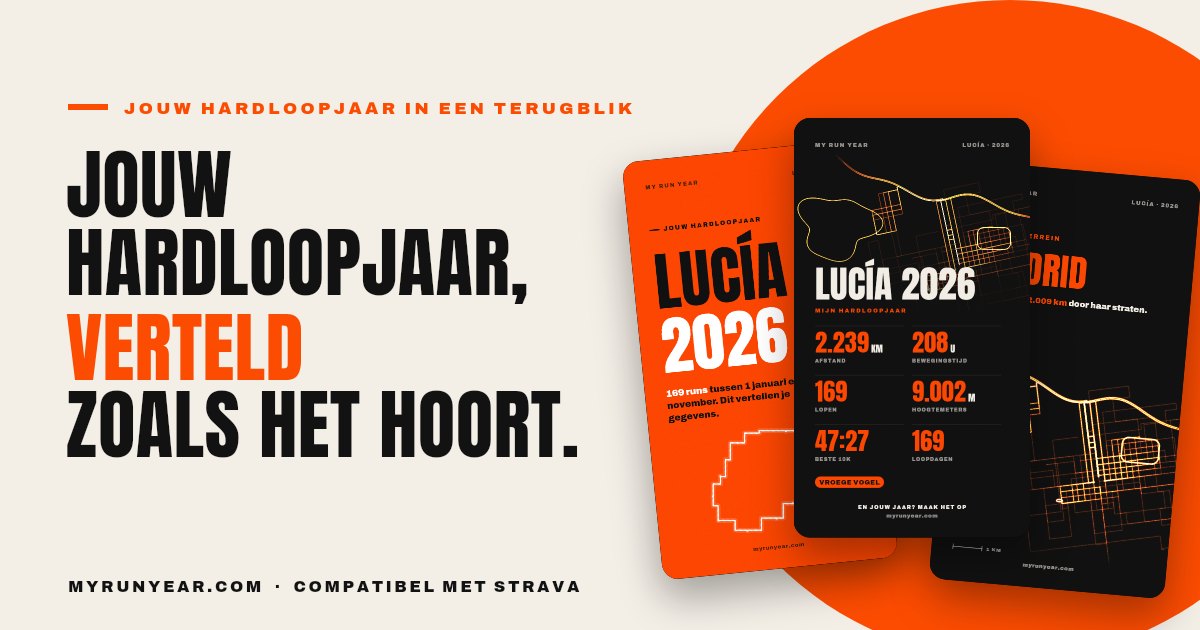 JOUW HARDLOOPJAAR IN EEN TERUGBLIK
JOUW
HARDLOOPJAAR,
VERTELD
ZOALS HET HOORT.
MYRUNYEAR.COM · COMPATIBEL MET STRAVA
MY RUN YEAR
JOUW HARDLOOPJAAR
LUCÍA
2026
169 runs tussen 1 januari
november. Dit vertellen je
gegevens.
myrunyear.com
MY RUN YEAR
LUCÍA · 2026
LUCÍA 2026
MIJN HARDLOOPJAAR
2.239 KM
AFSTAND
208 U
BEWEGINGSTIJD
169
LOPEN
9.002 M
HOOGTEMETERS
47:27
BESTE 10K
169
LOOPDAGEN
VROEGE VOGEL
EN JOUW JAAR? MAAK HET OP
myrunyear.com
LUCÍA · 2026
RREIN
DRID
.009 km door haar straten.
1 KM
myrunyear.com